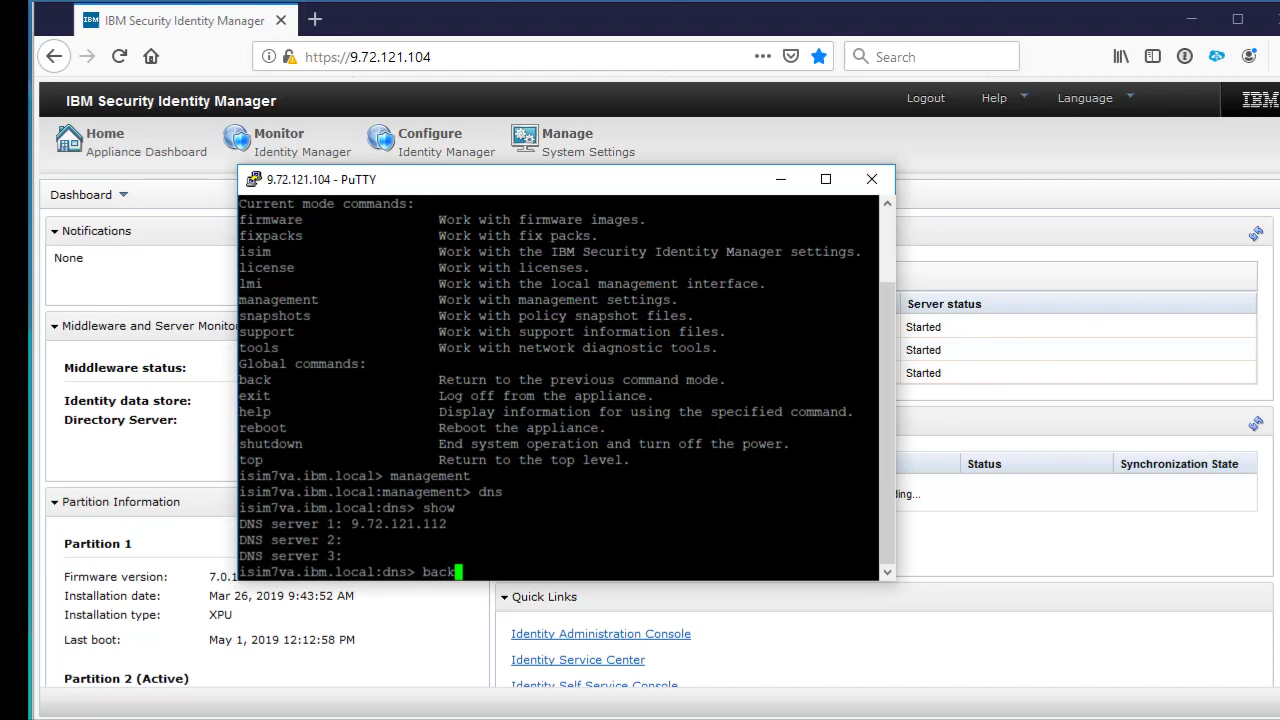 IBM Security Identity Manager
https://9.72.121.104
Search
IBM Security Identity Manager
Logout
Help
Language
IBM
Home
Appliance Dashboard
Monitor
Identity Manager
Configure
Identity Manager
Manage
System Settings
Dashboard
Notifications
None
Middleware and Server Monitor
Middleware status:
Identity data store:
Directory Server:
Partition Information
Partition 1
Firmware version: 7.0.1
Installation date: Mar 26, 2019 9:43:52 AM
Installation type: XPU
Last boot: May 1, 2019 12:12:58 PM
Partition 2 (Active)
9.72.121.104 - PuTTY
Current mode commands:
firmware Work with firmware images.
fixpacks Work with fix packs.
isim Work with the IBM Security Identity Manager settings.
license Work with licenses.
lmi Work with the local management interface.
management Work with management settings.
snapshots Work with policy snapshot files.
support Work with support information files.
tools Work with network diagnostic tools.
Global commands:
back Return to the previous command mode.
exit Log off from the appliance.
help Display information for using the specified command.
reboot Reboot the appliance.
shutdown End system operation and turn off the power.
top Return to the top level.
isim7va.ibm.local> management
isim7va.ibm.local:management> dns
isim7va.ibm.local:dns> show
DNS server 1: 9.72.121.112
DNS server 2:
DNS server 3:
isim7va.ibm.local:dns> back
Server status
Started
Started
Started
Status
Synchronization State
ing...
Quick Links
Identity Administration Console
Identity Service Center
Identity Self Service Console